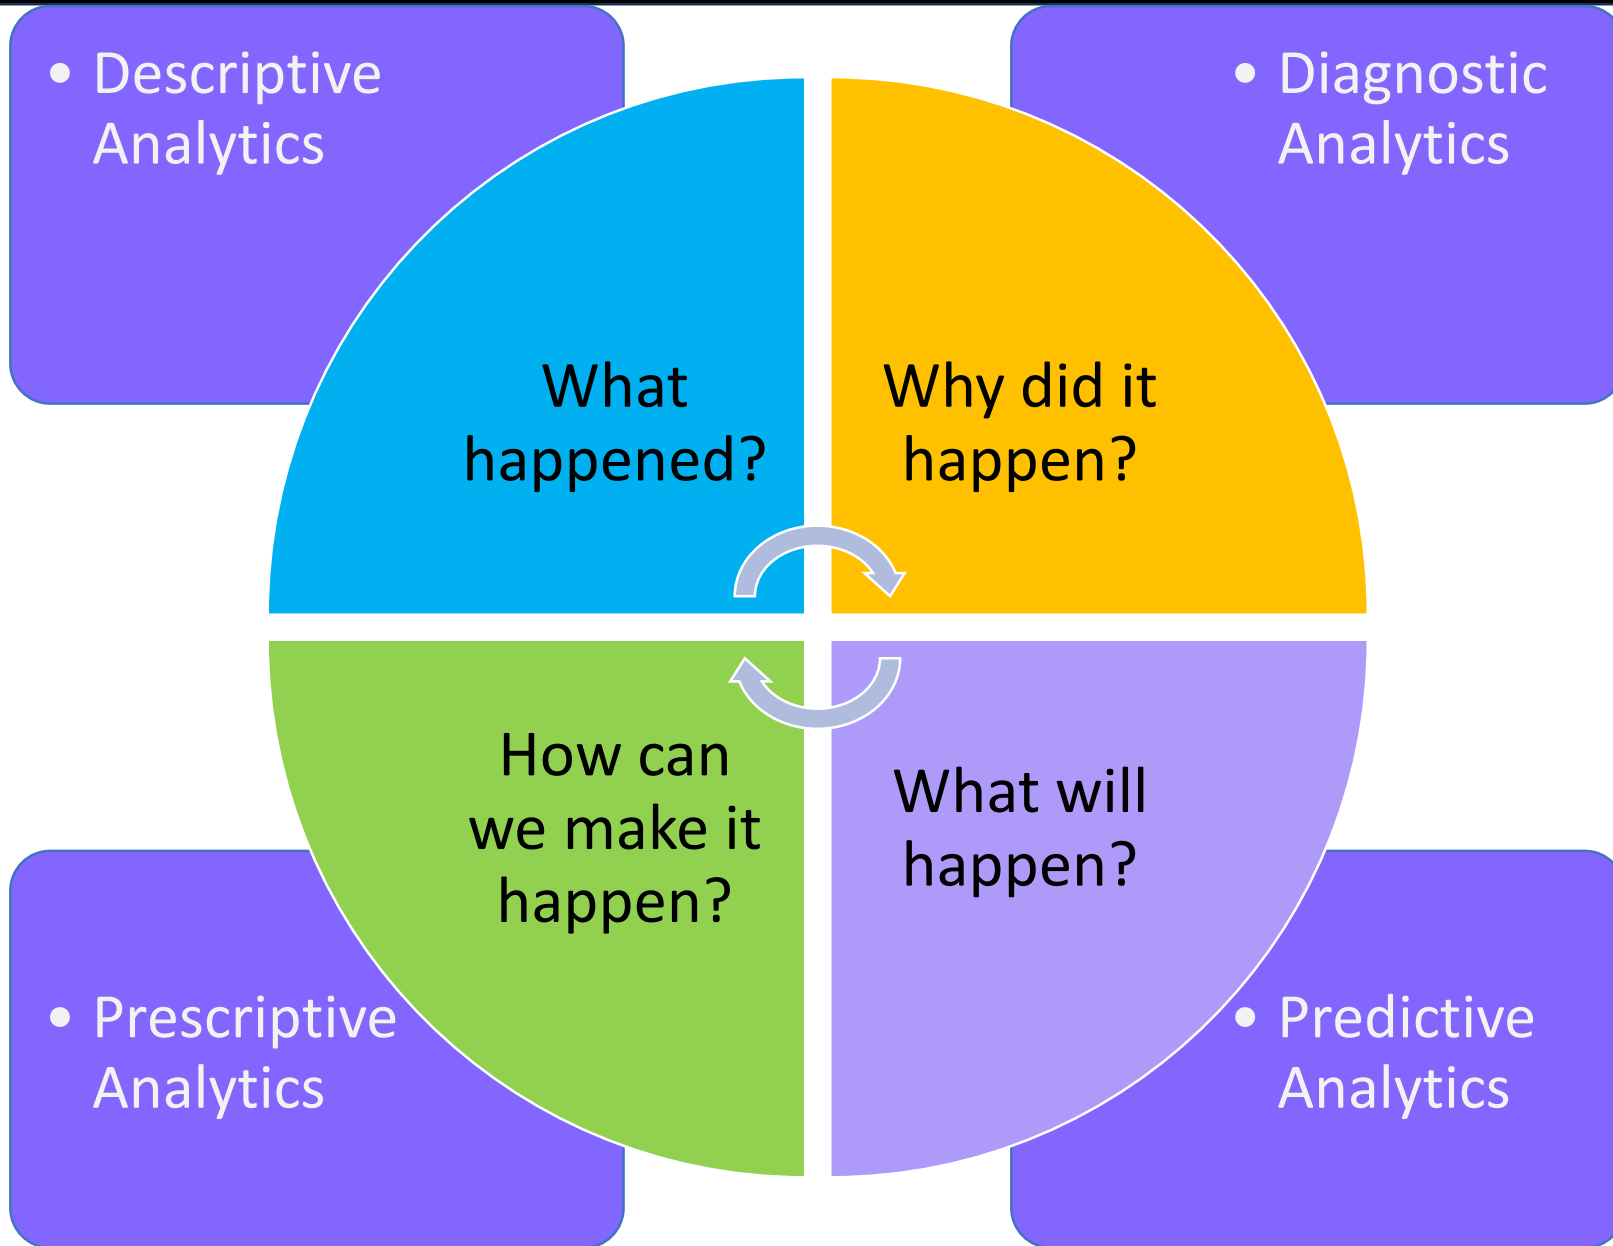 • Descriptive
Analytics
• Diagnostic
Analytics
What
happened?
Why did it
happen?
How can
we make it
happen?
What will
happen?
• Prescriptive
Analytics
• Predictive
Analytics